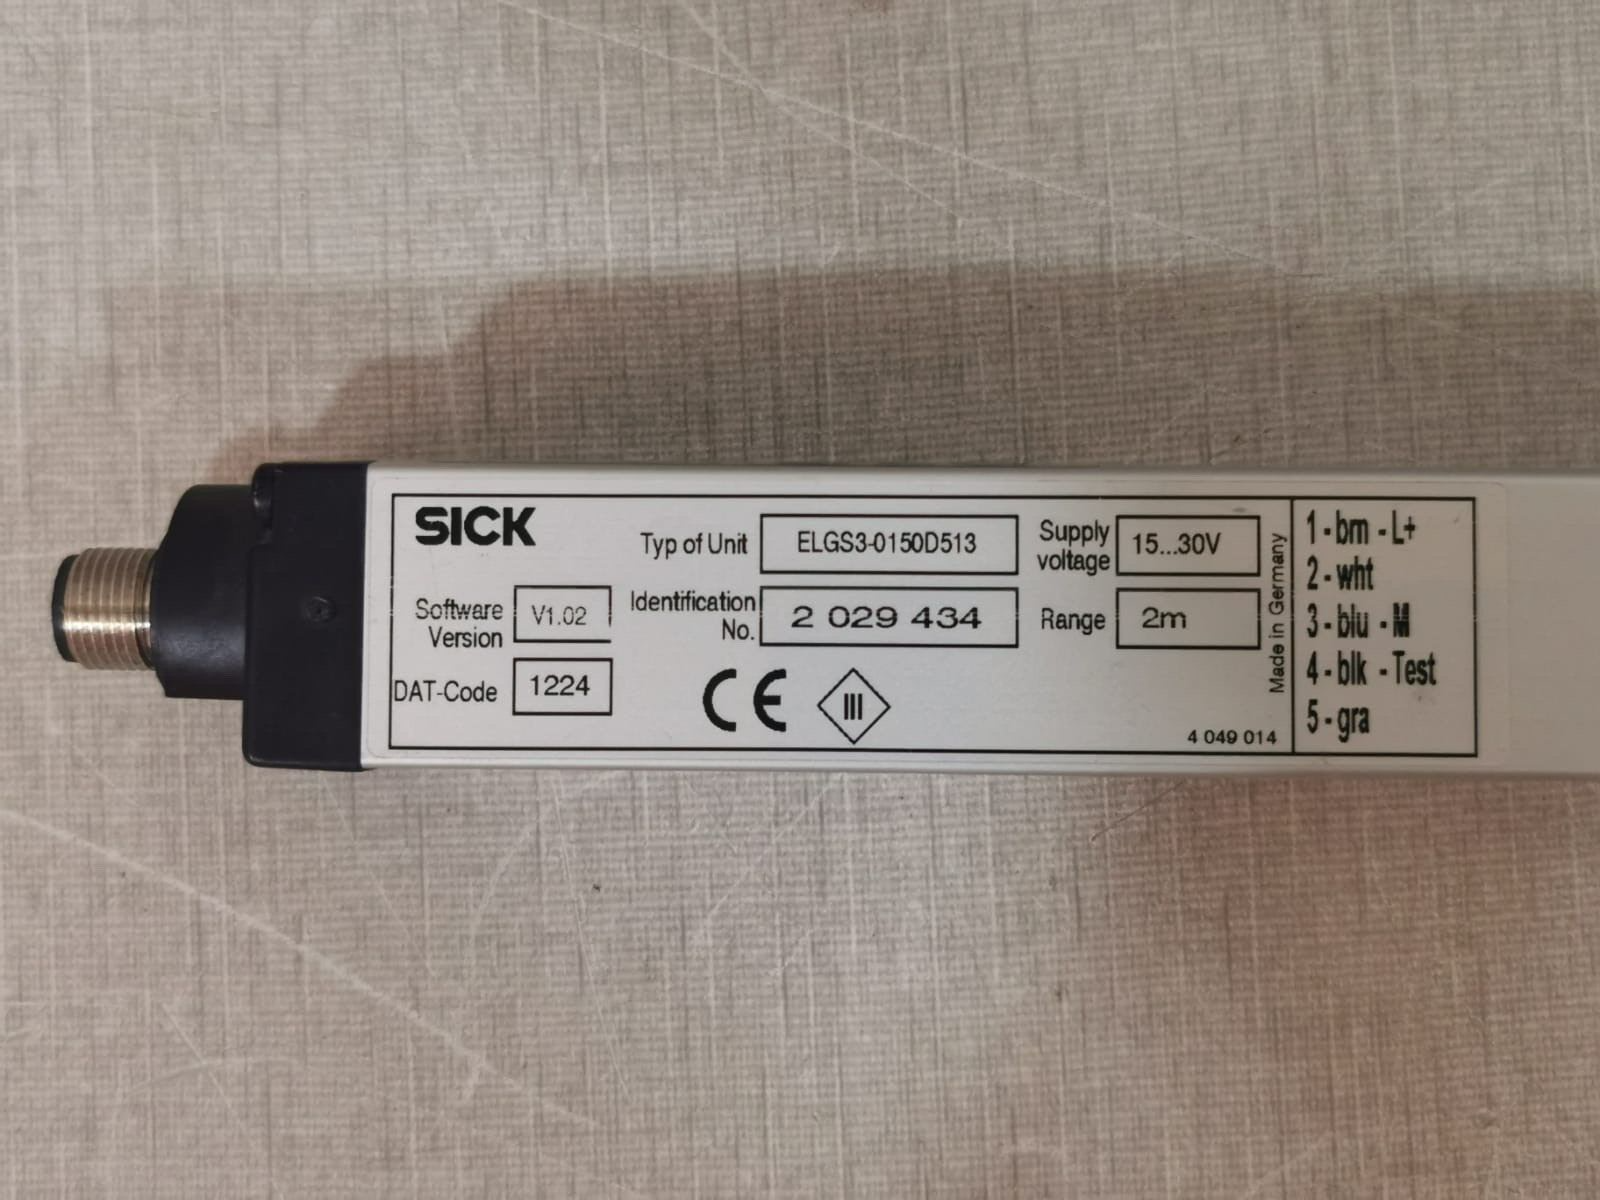 SICK
Typ of Unit ELGS3-0150D513
Supply voltage 15...30V
Software Version V1.02
Identification No. 2 029 434
Range 2m
DAT-Code 1224
CE III
4 049 014
Made in Germany
1 - brn - L+
2 - wht
3 - blu - M
4 - blk - Test
5 - gra